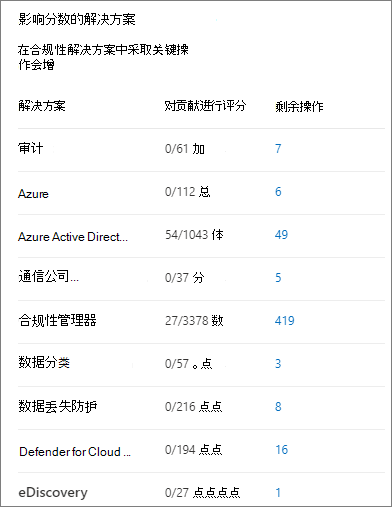 影响分数的解决方案
在合规性解决方案中采取关键操
作会增
解决方案 对贡献进行评分 剩余操作
审计 0/61 加 7
Azure 0/112 总 6
Azure Active Direct... 54/1043 体 49
通信公司... 0/37 分 5
合规性管理器 27/3378 数 419
数据分类 0/57 。点 3
数据丢失防护 0/216 点点 8
Defender for Cloud ... 0/194 点点 16
eDiscovery 0/27 点点点点 1